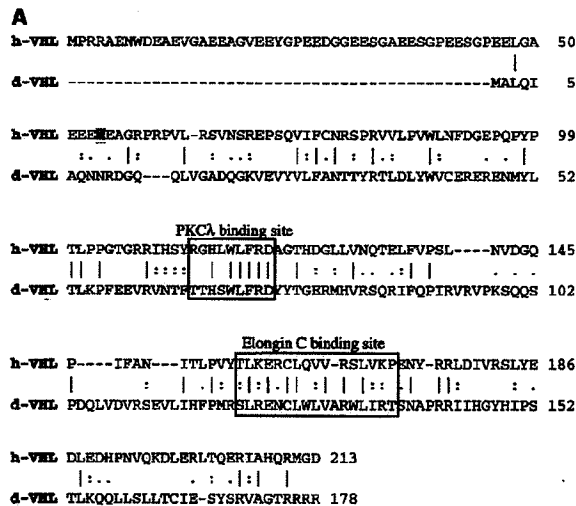 A
h-VHL MPRRAENWDEAEVGAEEAGVEEYGPEEDGGEESGAEESGPEESGPEELGA 50
|
d-VHL ---------------------------------------------MALQI 5
h-VHL EEEMEAGRPRPVL-RSVNSREPSQVIFCNRSPRVVLPVWLNFDGEPQPYP 99
d-VHL AQNNRDGQ---QLVGADQGKVEVYVLFANTTYRTLDLYWVCERERENMYL 52
PKCλ binding site
h-VHL TLPPGTGRRIHSYRGHLWLFRDAGTHDGLLVNQTELFVPSL----NVDGQ 145
d-VHL TLKPFEEVRVNTFTTHSWLFRDYYTGERMHVRSQRIFQPIRVRVPKSQQS 102
Elongin C binding site
h-VHL P----IFAN---ITLPVYTLKERCLQVV-RSLVKPENY-RRLDIVRSLYE 186
d-VHL PDQLVDVRSEVLIHFPMRSLRENCLWLVARWLIRTSNAPRRIIHGYHIPS 152
h-VHL DLEDHPNVQKDLERLTQERIAHQRMGD 213
d-VHL TLKQQLLSLLTCIE-SYSRVAGTRRRR 178